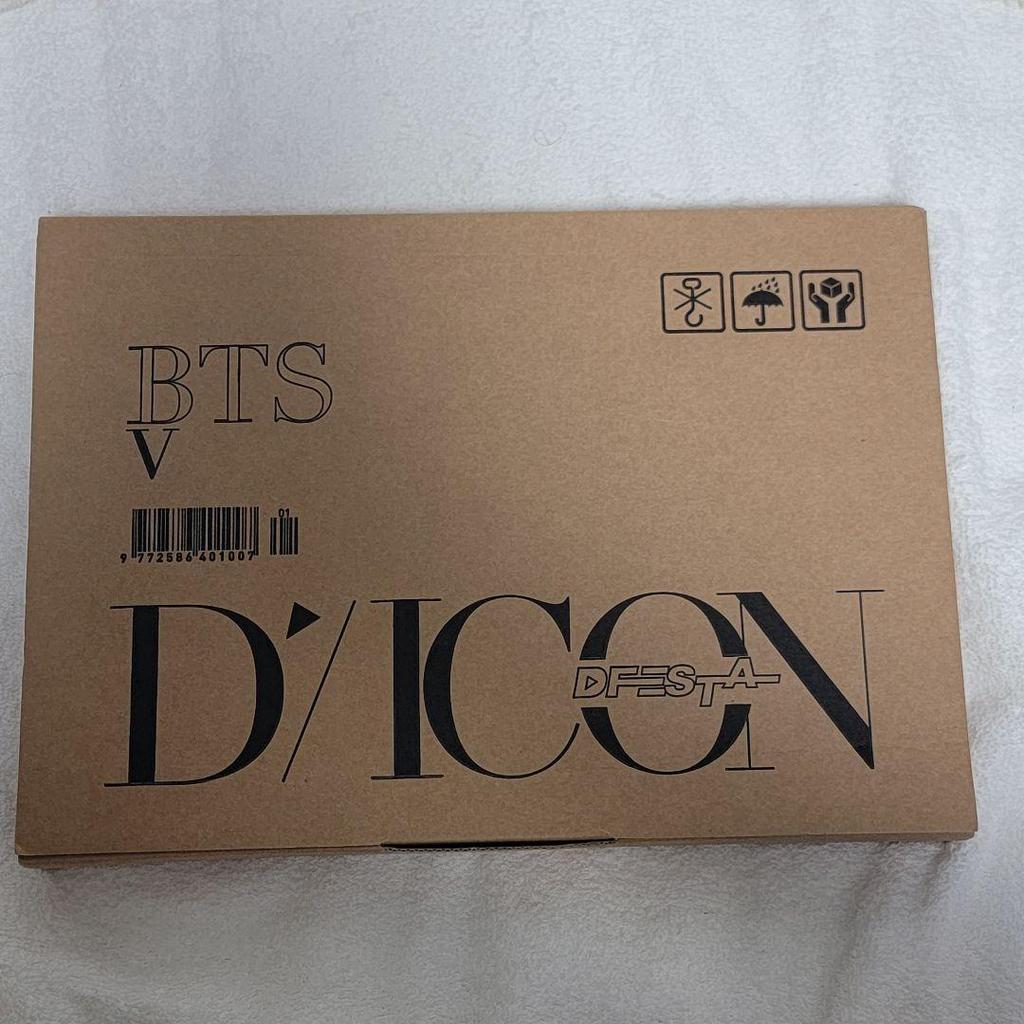 BTS
V
01
9 772586 401007
D'/ICON
DFESTA